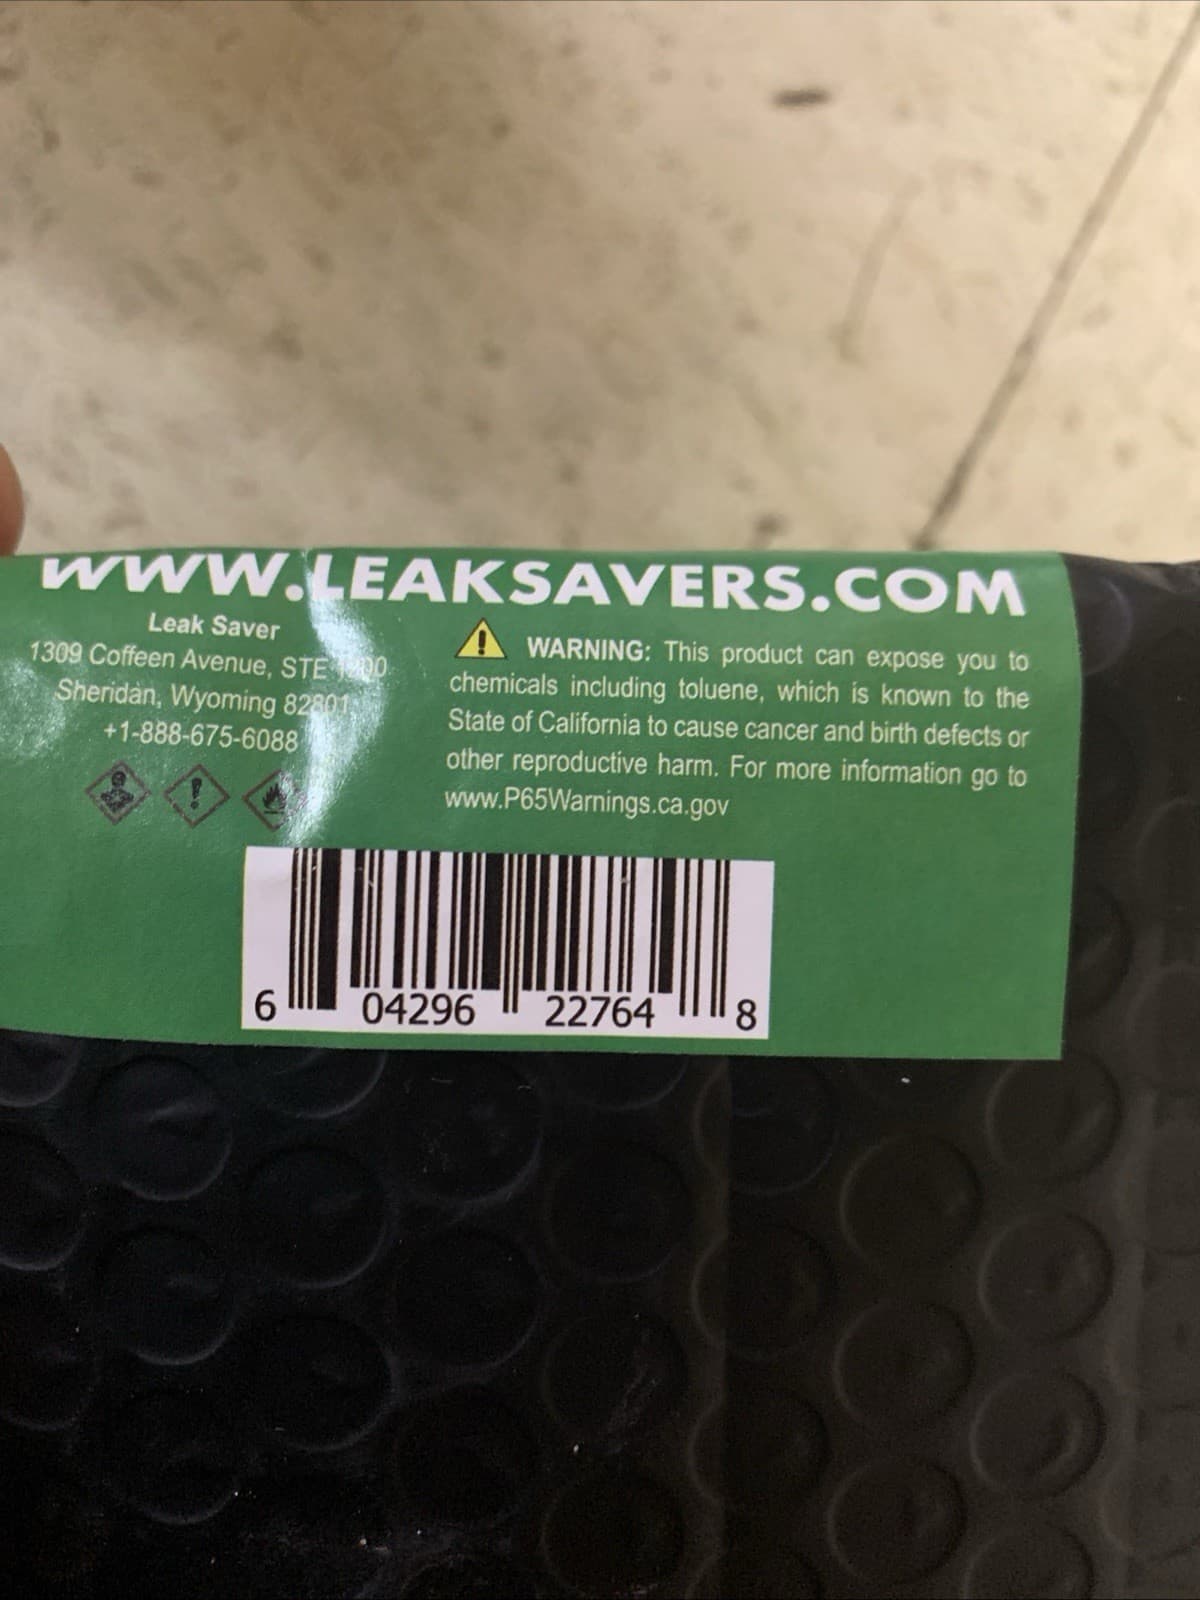 WWW.LEAKSAVERS.COM
Leak Saver
1309 Coffeen Avenue, STE
Sheridan, Wyoming 82801
+1-888-675-6088
WARNING: This product can expose you to
chemicals including toluene, which is known to the
State of California to cause cancer and birth defects or
other reproductive harm. For more information go to
www.P65Warnings.ca.gov
6 04296 22764 8